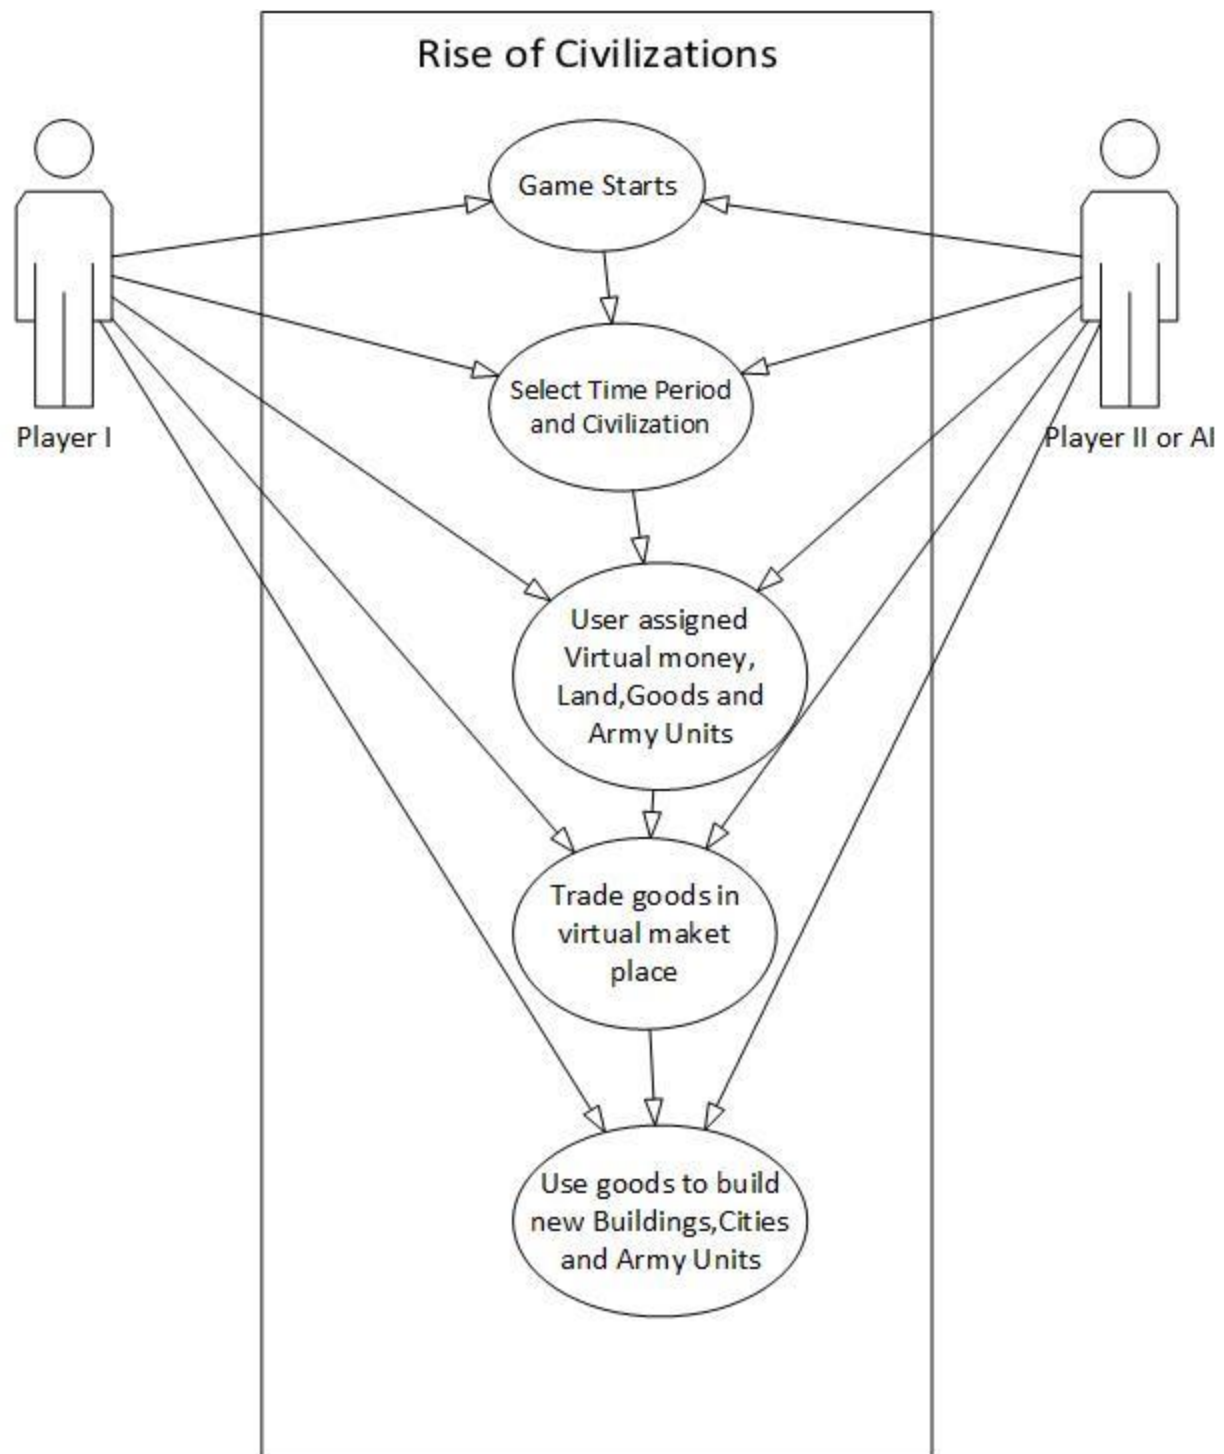 Rise of Civilizations
Game Starts
Select Time Period
and Civilization
Player I
Player II or AI
User assigned
Virtual money,
Land,Goods and
Army Units
Trade goods in
virtual maket
place
Use goods to build
new Buildings,Cities
and Army Units